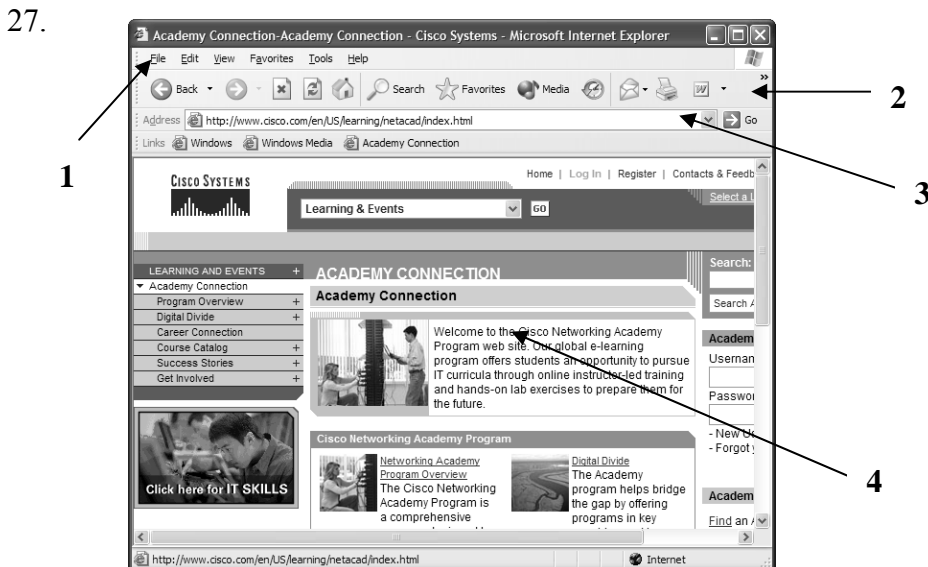 27.
Academy Connection-Academy Connection - Cisco Systems - Microsoft Internet Explorer
File Edit View Favorites Tools Help
Back Search Favorites Media
2
Address http://www.cisco.com/en/US/learning/netacad/index.html Go
Links Windows Windows Media Academy Connection
1
3
Home | Log In | Register | Contacts & Feedb
CISCO SYSTEMS
Select a L
Learning & Events GO
Search:
LEARNING AND EVENTS +
Academy Connection
Program Overview +
Digital Divide +
Career Connection
Course Catalog +
Success Stories +
Get Involved +
ACADEMY CONNECTION
Academy Connection
Search A
Welcome to the Cisco Networking Academy
Program web site. Our global e-learning
program offers students an opportunity to pursue
IT curricula through online instructor-led training
and hands-on lab exercises to prepare them for
the future.
Academ
Usernam
Passwor
- New Us
- Forgot y
4
Click here for IT SKILLS
Cisco Networking Academy Program
Networking Academy
Program Overview
The Cisco Networking
Academy Program is
a comprehensive
Digital Divide
The Academy
program helps bridge
the gap by offering
programs in key
Academ
Find an A
http://www.cisco.com/en/US/learning/netacad/index.html Internet